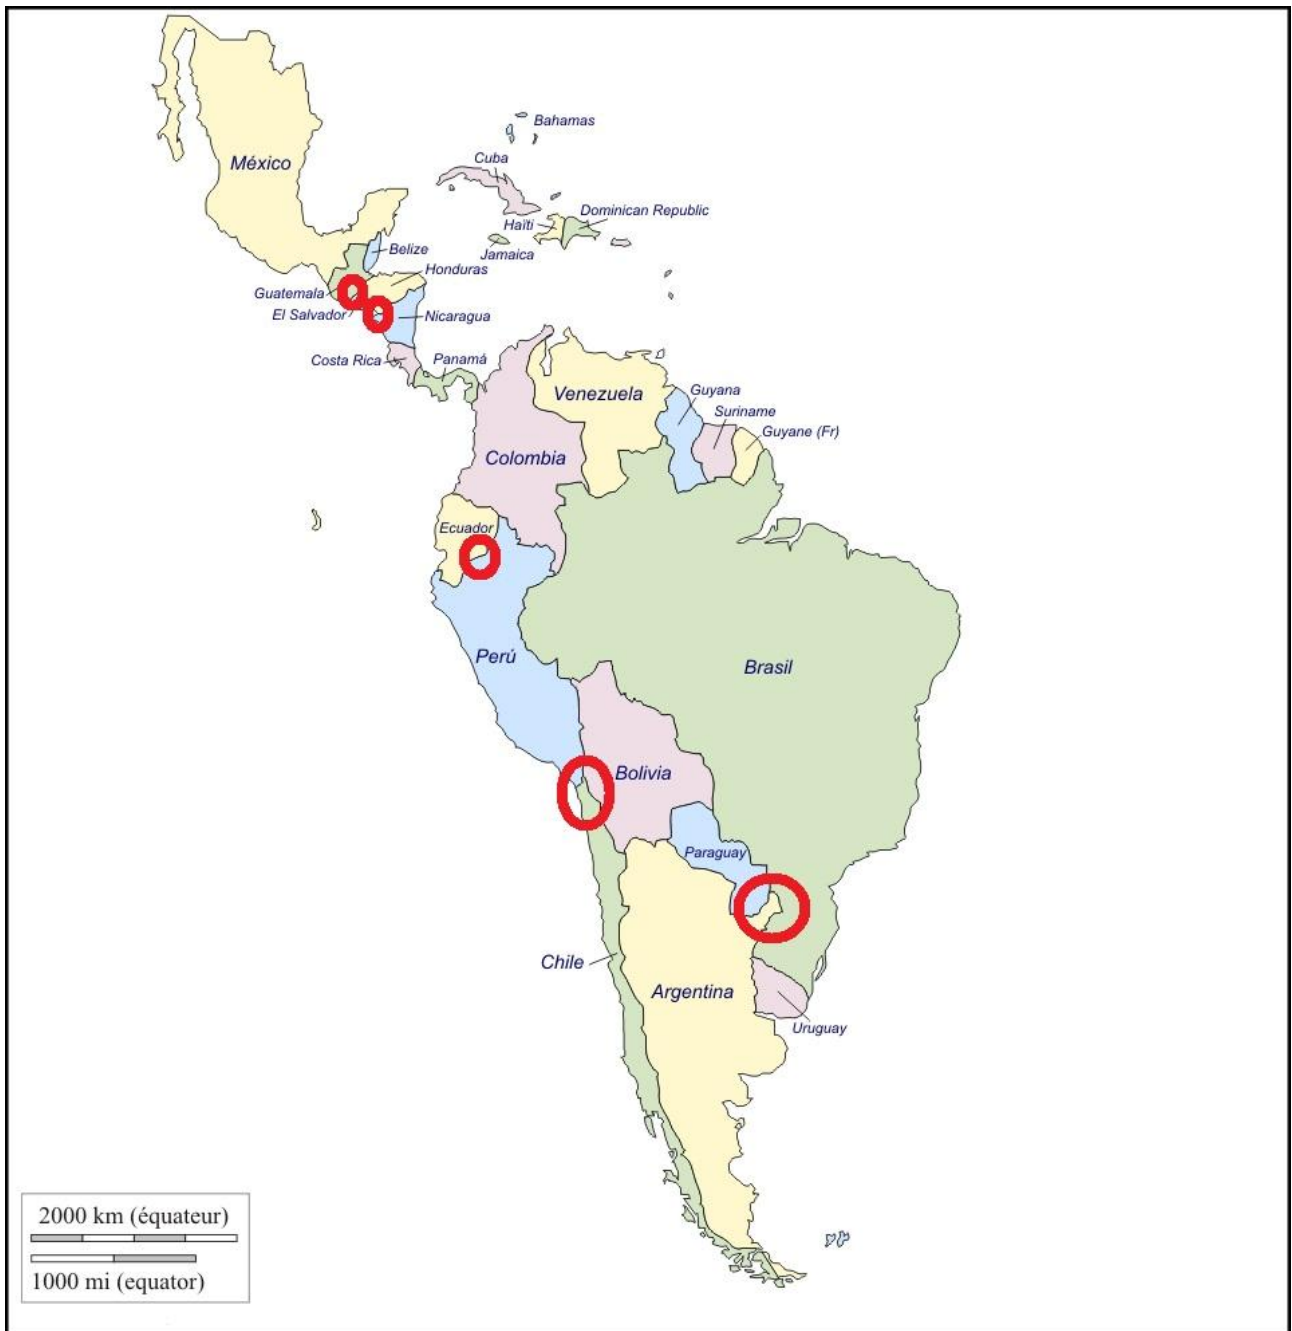 Bahamas
México
Cuba
Dominican Republic
Haïti
Jamaica
Belize
Honduras
Guatemala
El Salvador
Nicaragua
Costa Rica
Panamá
Venezuela
Guyana
Suriname
Guyane (Fr)
Colombia
Ecuador
Perú
Brasil
Bolivia
Paraguay
Chile
Argentina
Uruguay
2000 km (équateur)
1000 mi (equator)